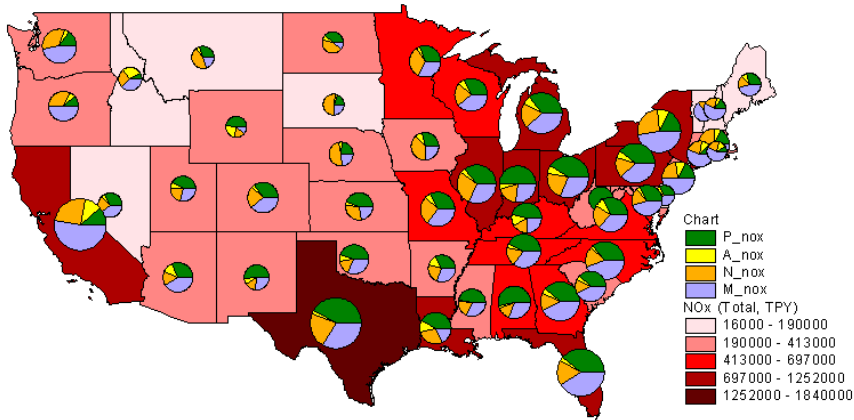 Chart
P_nox
A_nox
N_nox
M_nox
NOx (Total, TPY)
16000 - 190000
190000 - 413000
413000 - 697000
697000 - 1252000
1252000 - 1840000